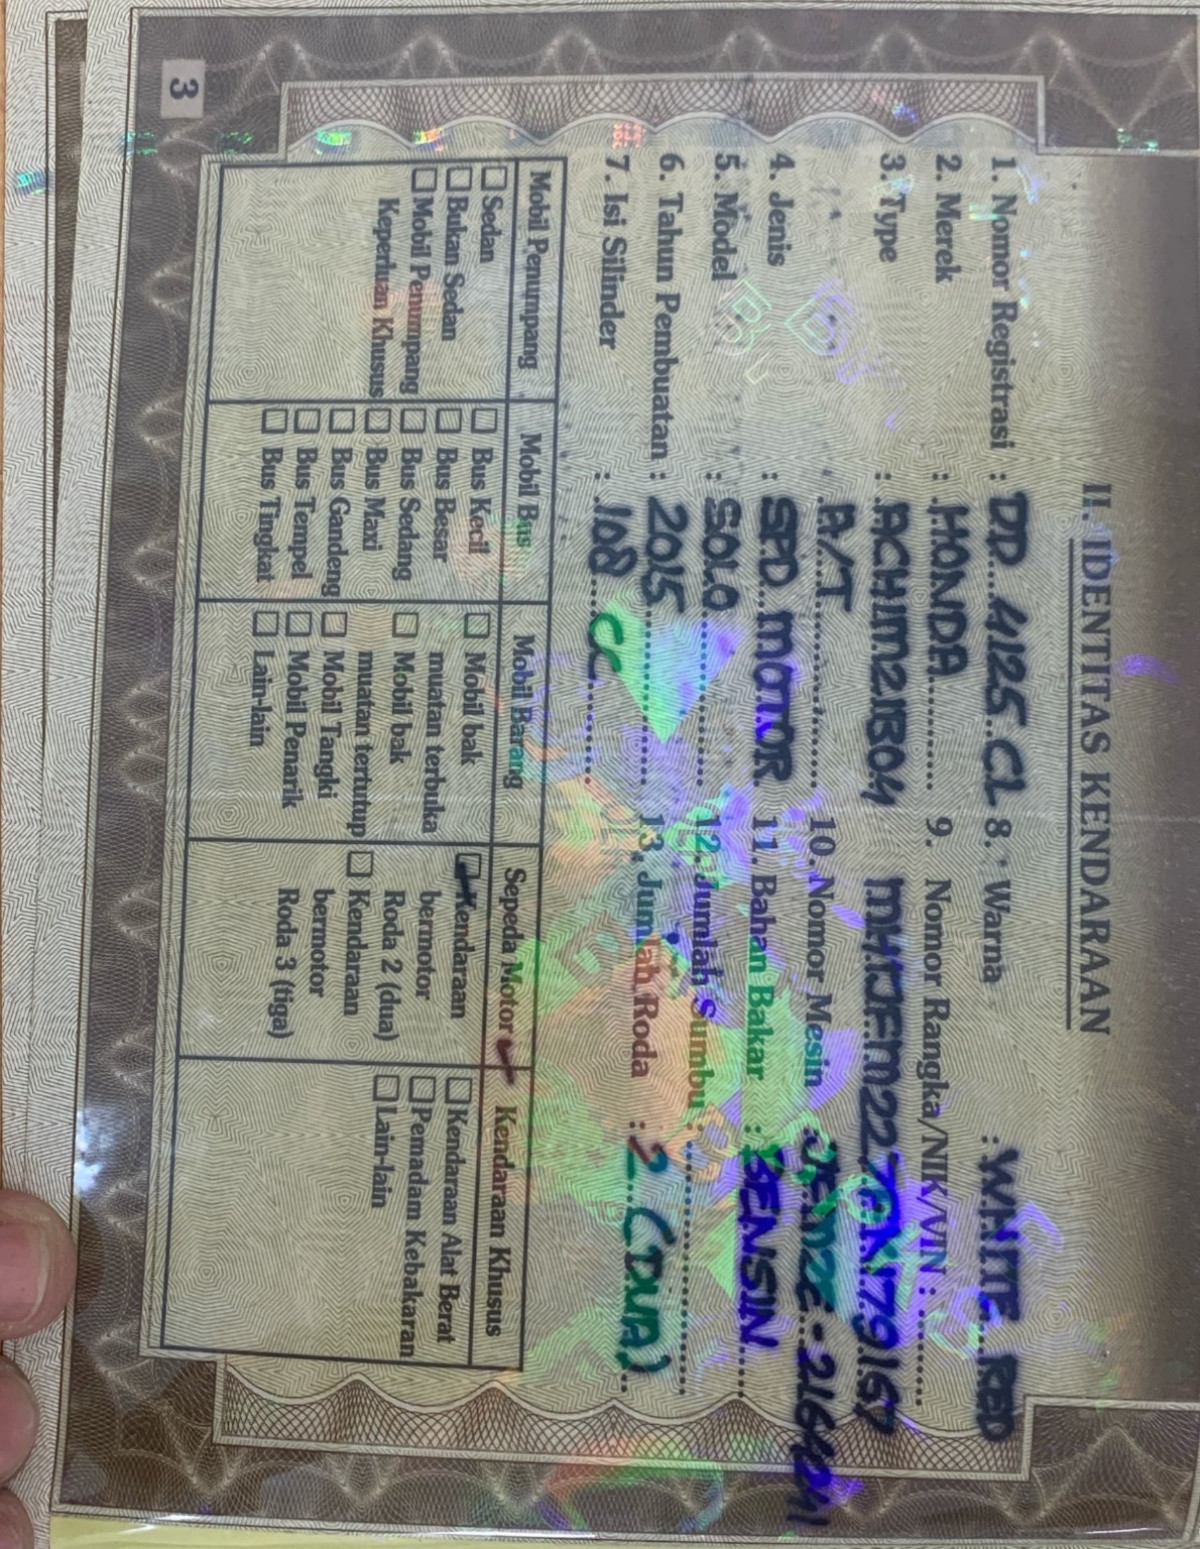 II. IDENTITAS KENDARAAN
1. Nomor Registrasi : DD 4125 CL
2. Merek : HONDA
3. Type : ACH1M21B04
A/T
4. Jenis : SPD MOTOR
5. Model : SOLO
6. Tahun Pembuatan : 2015
7. Isi Silinder : 108 CC
8. Warna : WHITE RED
9. Nomor Rangka/NIK/VIN :
10. Nomor Mesin :
11. Bahan Bakar : BENSIN
12. Jumlah Sumbu :
13. Jumlah Roda : 2 (DUA)
Mobil Penumpang
Sedan
Bukan Sedan
Mobil Penumpang
Keperluan Khusus
Mobil Bus
Bus Kecil
Bus Besar
Bus Sedang
Bus Maxi
Bus Gandeng
Bus Tempel
Bus Tingkat
Mobil Barang
Mobil bak
muatan terbuka
Mobil bak
muatan tertutup
Mobil Tangki
Mobil Penarik
Lain-lain
Sepeda Motor
Kendaraan
bermotor
Roda 2 (dua)
Kendaraan
bermotor
Roda 3 (tiga)
Kendaraan Khusus
Kendaraan Alat Berat
Pemadan Kebakaran
Lain-lain
3